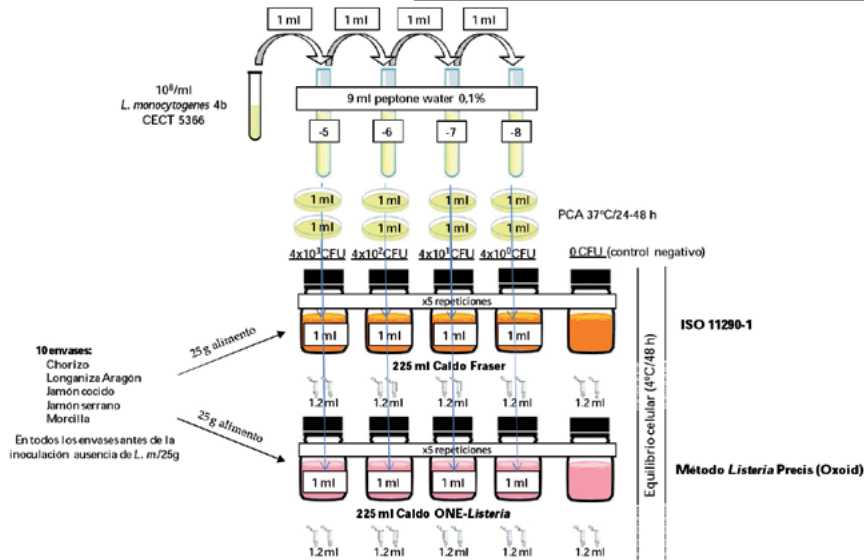 1 ml 1 ml 1 ml 1 ml
10⁸/ml
L. monocytogenes 4b
CECT 5366
9 ml peptone water 0,1%
-5 -6 -7 -8
1 ml 1 ml 1 ml 1 ml
1 ml 1 ml 1 ml 1 ml
PCA 37ºC/24-48 h
4x10³CFU 4x10²CFU 4x10¹CFU 4x10⁰CFU 0 CFU (control negativo)
x5 repeticiones
1 ml 1 ml 1 ml 1 ml
ISO 11290-1
225 ml Caldo Fraser
25g alimento
1.2 ml 1.2 ml 1.2 ml 1.2 ml 1.2 ml
10 envases:
Chorizo
Longaniza Aragón
Jamón cocido
Jamón serrano
Morcilla
En todos los envases antes de la
inoculación ausencia de L. m/25g
25g alimento
x5 repeticiones
1 ml 1 ml 1 ml 1 ml
Método Listeria Precis (Oxoid)
225 ml Caldo ONE-Listeria
1.2 ml 1.2 ml 1.2 ml 1.2 ml 1.2 ml
Equilibrio celular (4ºC/48 h)